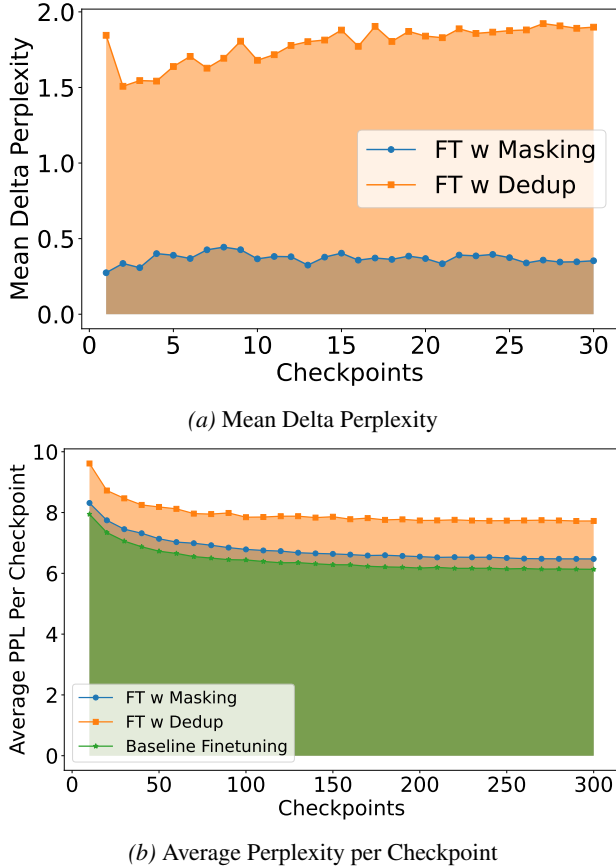 2.0
1.5
1.0
0.5
0.0
Mean Delta Perplexity
FT w Masking
FT w Dedup
0 5 10 15 20 25 30
Checkpoints
(a) Mean Delta Perplexity
10
8
6
4
2
0
Average PPL Per Checkpoint
FT w Masking
FT w Dedup
Baseline Finetuning
0 50 100 150 200 250 300
Checkpoints
(b) Average Perplexity per Checkpoint